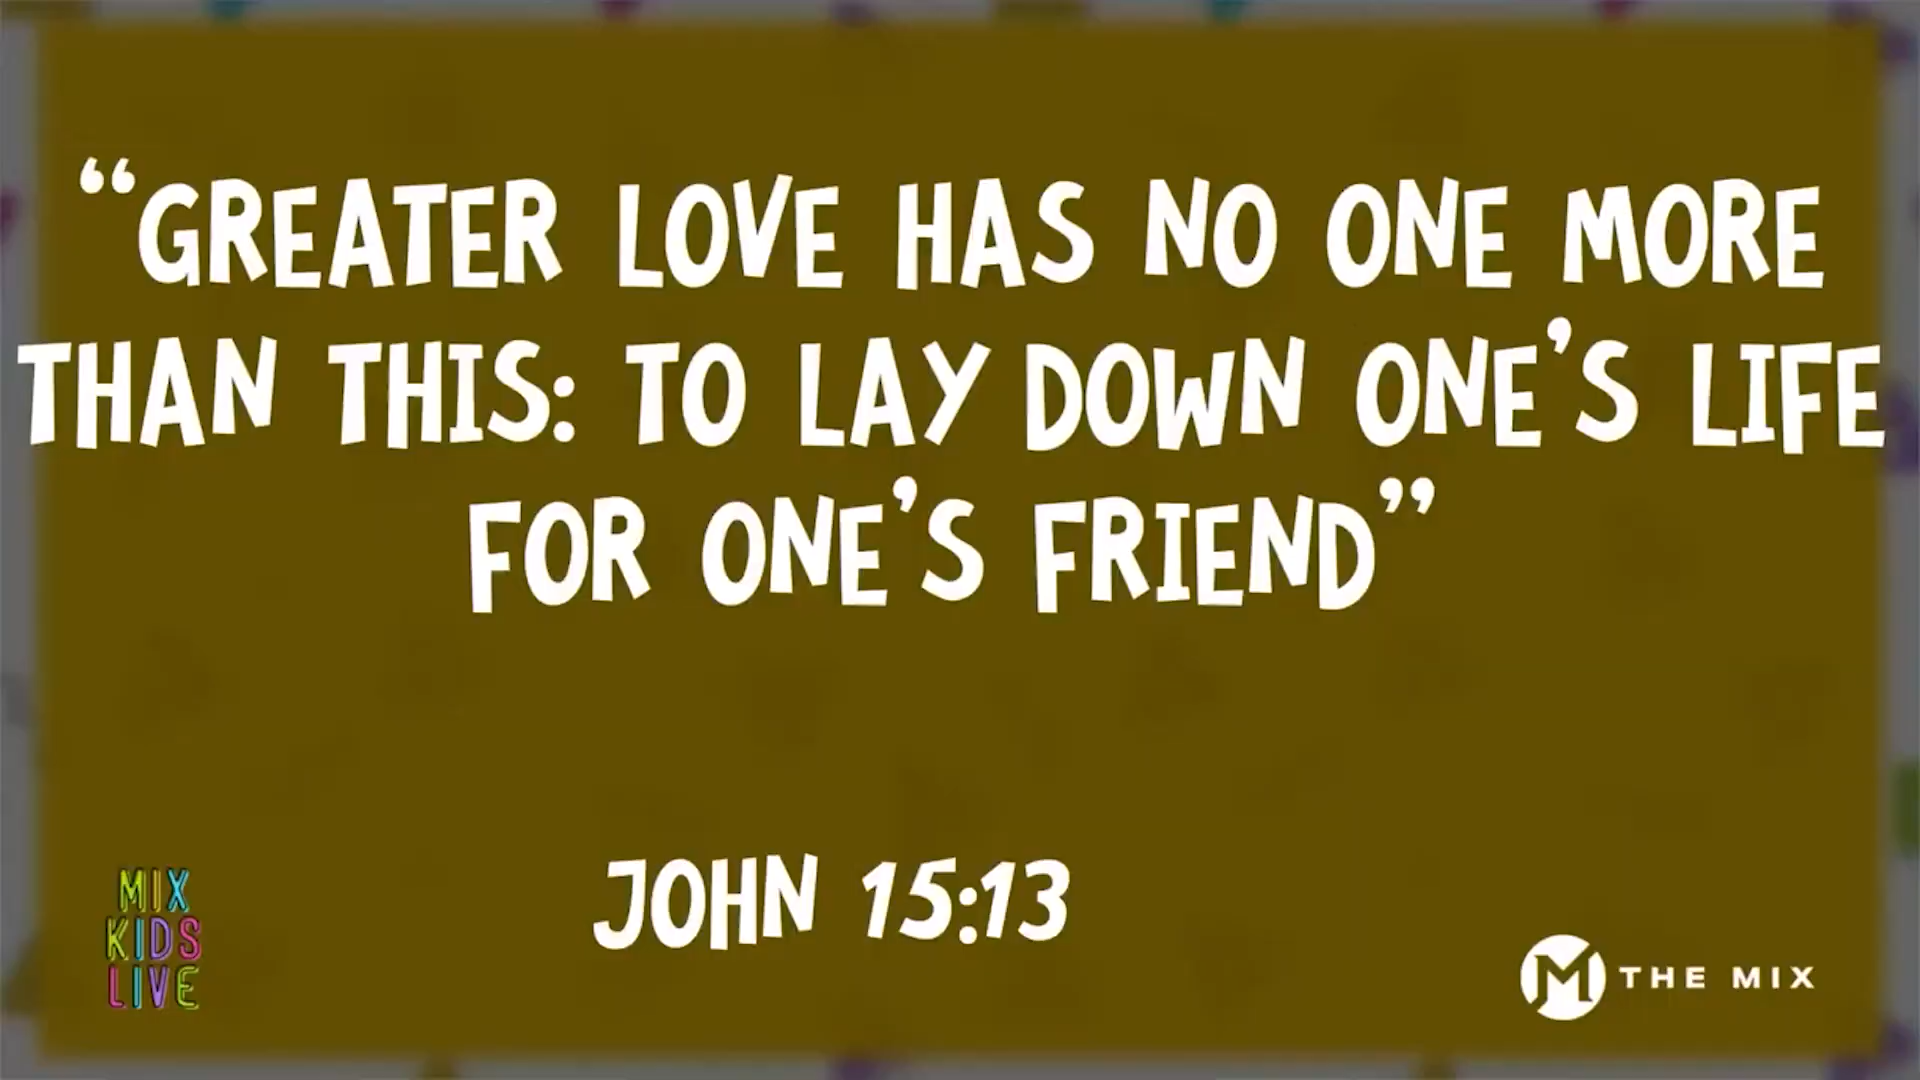 “GREATER LOVE HAS NO ONE MORE
THAN THIS: TO LAY DOWN ONE’S LIFE
FOR ONE’S FRIEND”
JOHN 15:13
MIX
KIDS
LIVE
M THE MIX